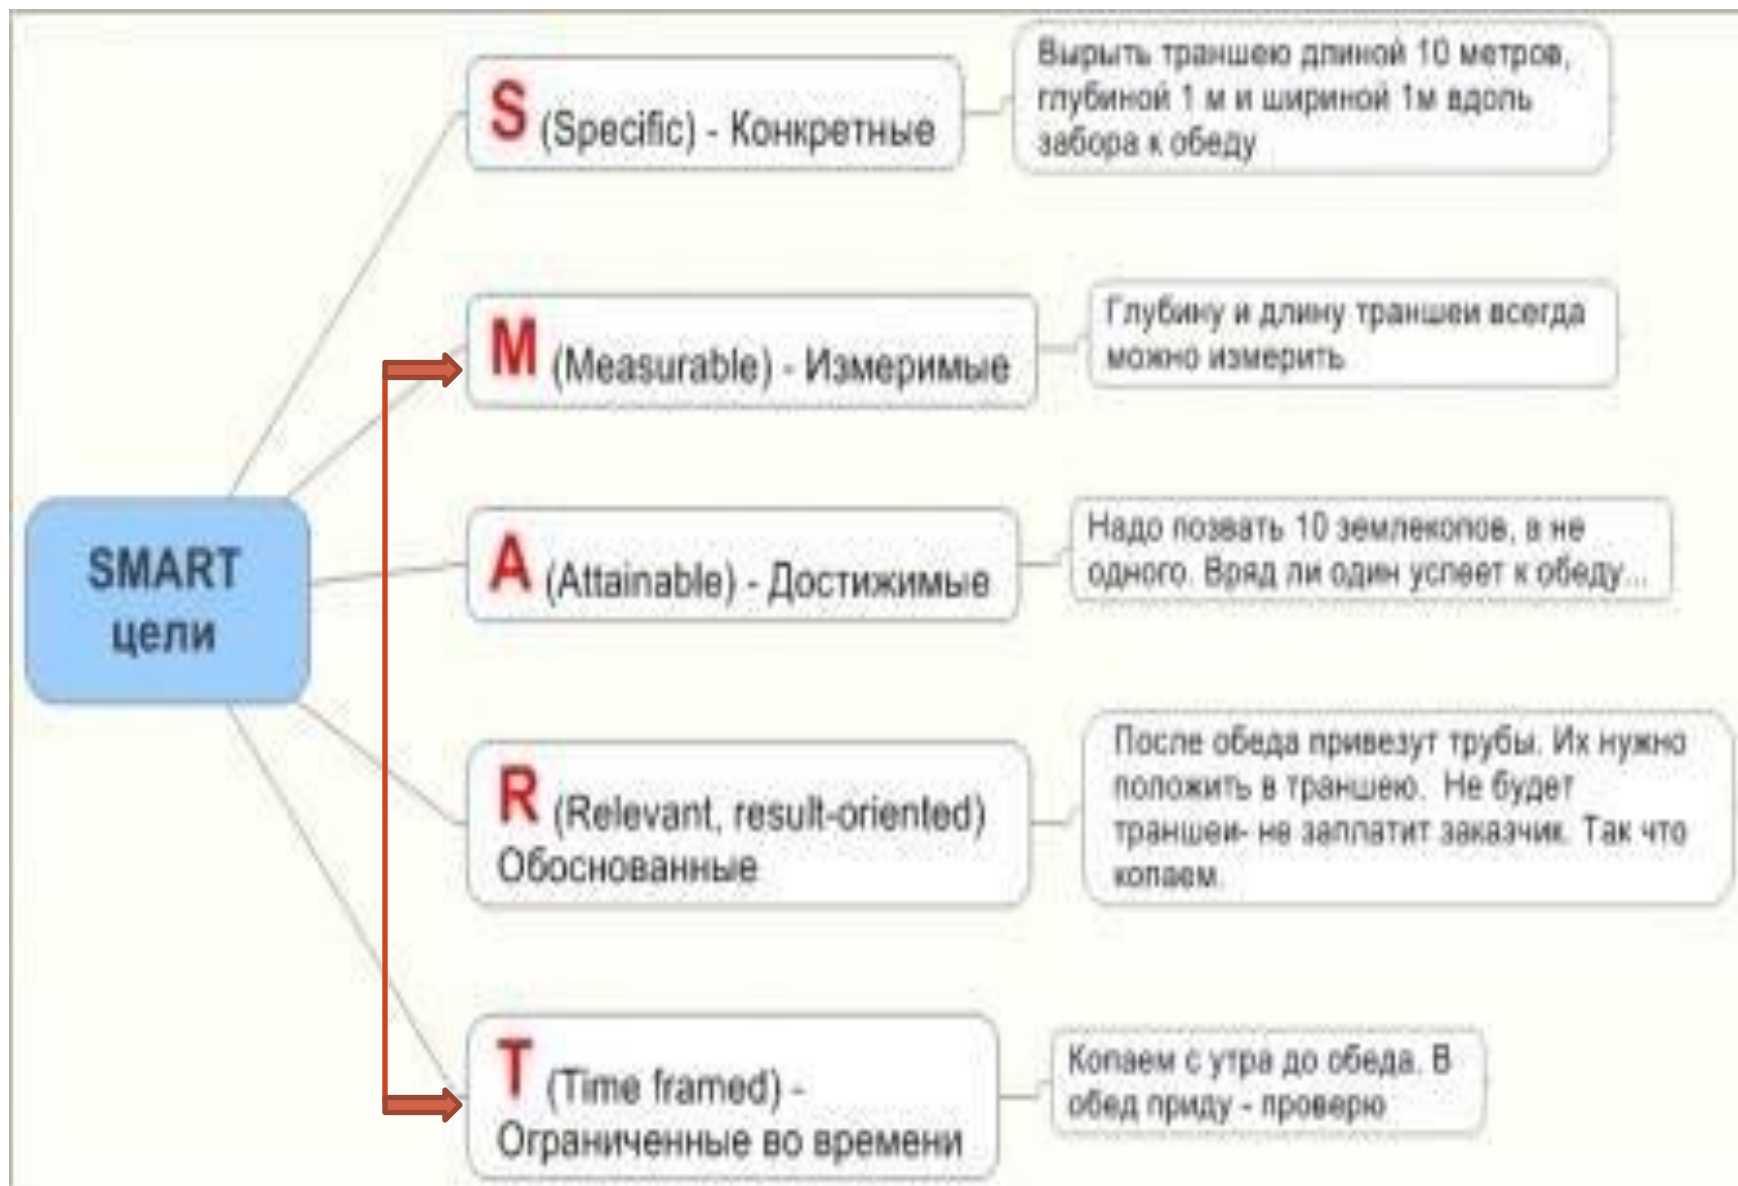 SMART
цели
S (Specific) - Конкретные
Вырыть траншею длиной 10 метров,
глубиной 1 м и шириной 1м вдоль
забора к обеду
M (Measurable) - Измеримые
Глубину и длину траншеи всегда
можно измерить
A (Attainable) - Достижимые
Надо позвать 10 землекопов, а не
одного. Вряд ли один успеет к обеду...
R (Relevant, result-oriented)
Обоснованные
После обеда привезут трубы. Их нужно
положить в траншею. Не будет
траншеи- не заплатит заказчик. Так что
копаем.
T (Time framed) -
Ограниченные во времени
Копаем с утра до обеда. В
обед приду - проверю